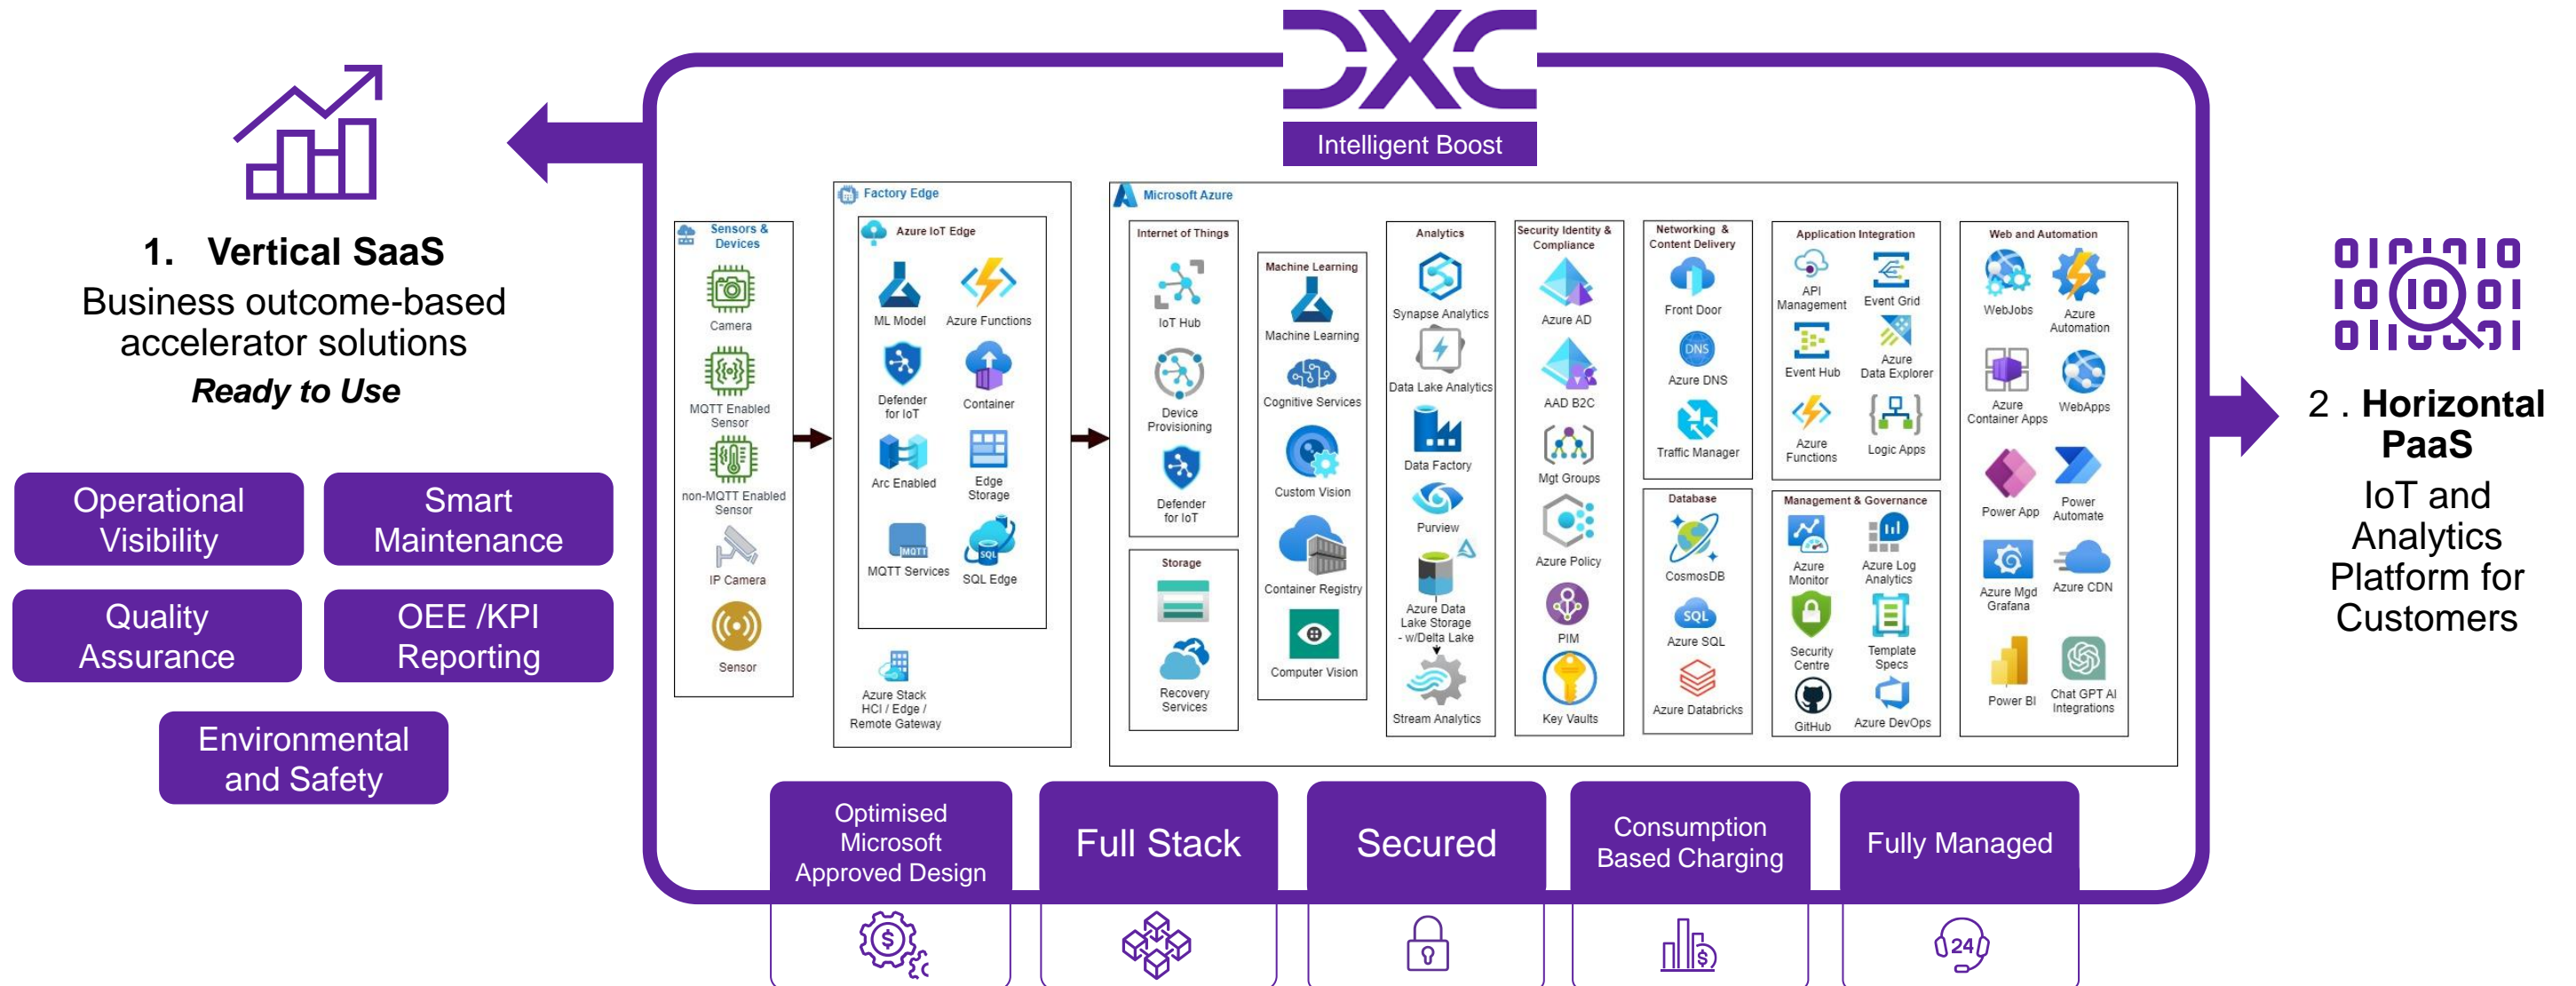 DXC
Intelligent Boost
1. Vertical SaaS
Business outcome-based
accelerator solutions
Ready to Use
Operational
Visibility
Smart
Maintenance
Quality
Assurance
OEE /KPI
Reporting
Environmental
and Safety
Sensors &
Devices
Camera
MQTT Enabled
Sensor
non-MQTT Enabled
Sensor
IP Camera
Sensor
Factory Edge
Azure IoT Edge
ML Model
Azure Functions
Defender
for IoT
Container
Arc Enabled
Edge
Storage
MQTT
MQTT Services
SQL
SQL Edge
Azure Stack
HCI / Edge /
Remote Gateway
Microsoft Azure
Internet of Things
IoT Hub
Device
Provisioning
Defender
for IoT
Storage
Recovery
Services
Machine Learning
Machine Learning
Cognitive Services
Custom Vision
Container Registry
Computer Vision
Analytics
Synapse Analytics
Data Lake Analytics
Data Factory
Purview
Azure Data
Lake Storage
- w/Delta Lake
Stream Analytics
Security Identity &
Compliance
Azure AD
AAD B2C
Mgt Groups
Azure Policy
PIM
Key Vaults
Networking &
Content Delivery
Front Door
DNS
Azure DNS
Traffic Manager
Database
CosmosDB
SQL
Azure SQL
Azure Databricks
Application Integration
API
Management
Event Grid
Event Hub
Azure
Data Explorer
Azure
Functions
Logic Apps
Management & Governance
Azure
Monitor
Azure Log
Analytics
Security
Centre
Template
Specs
GitHub
Azure DevOps
Web and Automation
WebJobs
Azure
Automation
Azure
Container Apps
WebApps
Power App
Power
Automate
Azure Mgd
Grafana
Azure CDN
Power BI
Chat GPT AI
Integrations
Optimised
Microsoft
Approved Design
Full Stack
Secured
Consumption
Based Charging
Fully Managed
$
$
24
10
2 . Horizontal
PaaS
IoT and
Analytics
Platform for
Customers